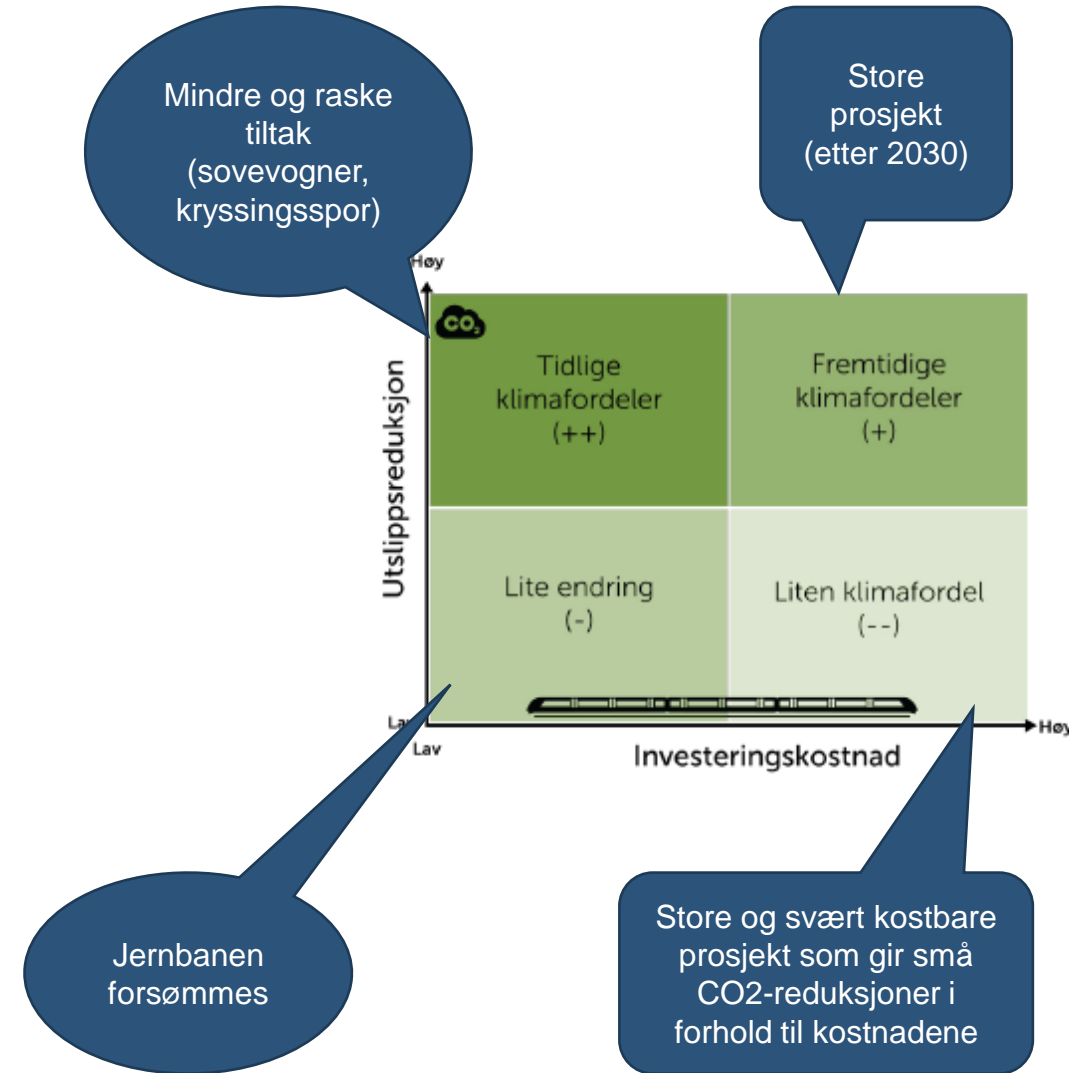 Mindre og raske
tiltak
(sovevogner,
kryssingsspor)
Store
prosjekt
(etter 2030)
Høy
CO₂
Utslippsreduksjon
Tidlige
klimafordeler
(++)
Fremtidige
klimafordeler
(+)
Lite endring
(-)
Liten klimafordel
(--)
Lav
Høy
Investeringskostnad
Jernbanen
forsømmes
Store og svært kostbare
prosjekt som gir små
CO2-reduksjoner i
forhold til kostnadene